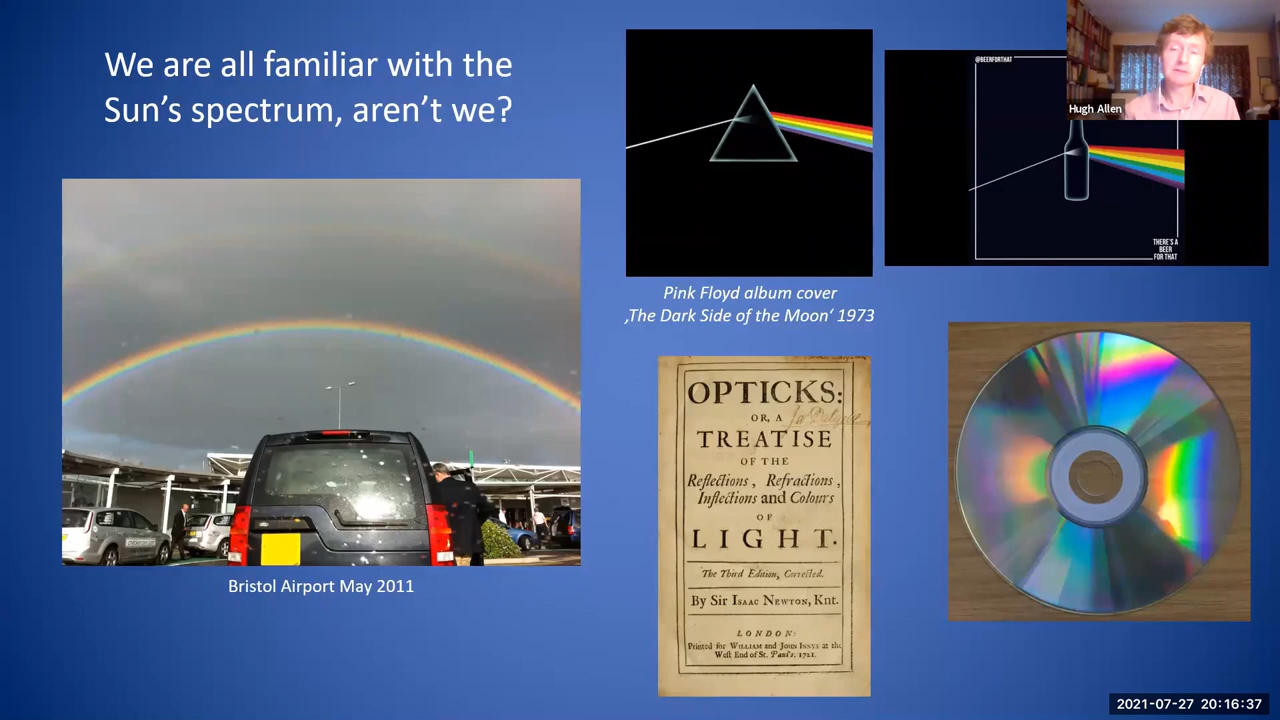 We are all familiar with the
Sun’s spectrum, aren’t we?
Bristol Airport May 2011
Pink Floyd album cover
‚The Dark Side of the Moon‘ 1973
@BEERFORTHAT
THERE'S A
BEER
FOR THAT
Hugh Allen
OPTICKS:
OR, A
TREATISE
OF THE
Reflections, Refractions,
Inflections and Colours
OF
LIGHT.
The Third Edition, Corrected.
By Sir ISAAC NEWTON, Knt.
LONDON:
Printed for WILLIAM and JOHN INNYS at the
West End of St. Paul's. 1721.
2021-07-27 20:16:37